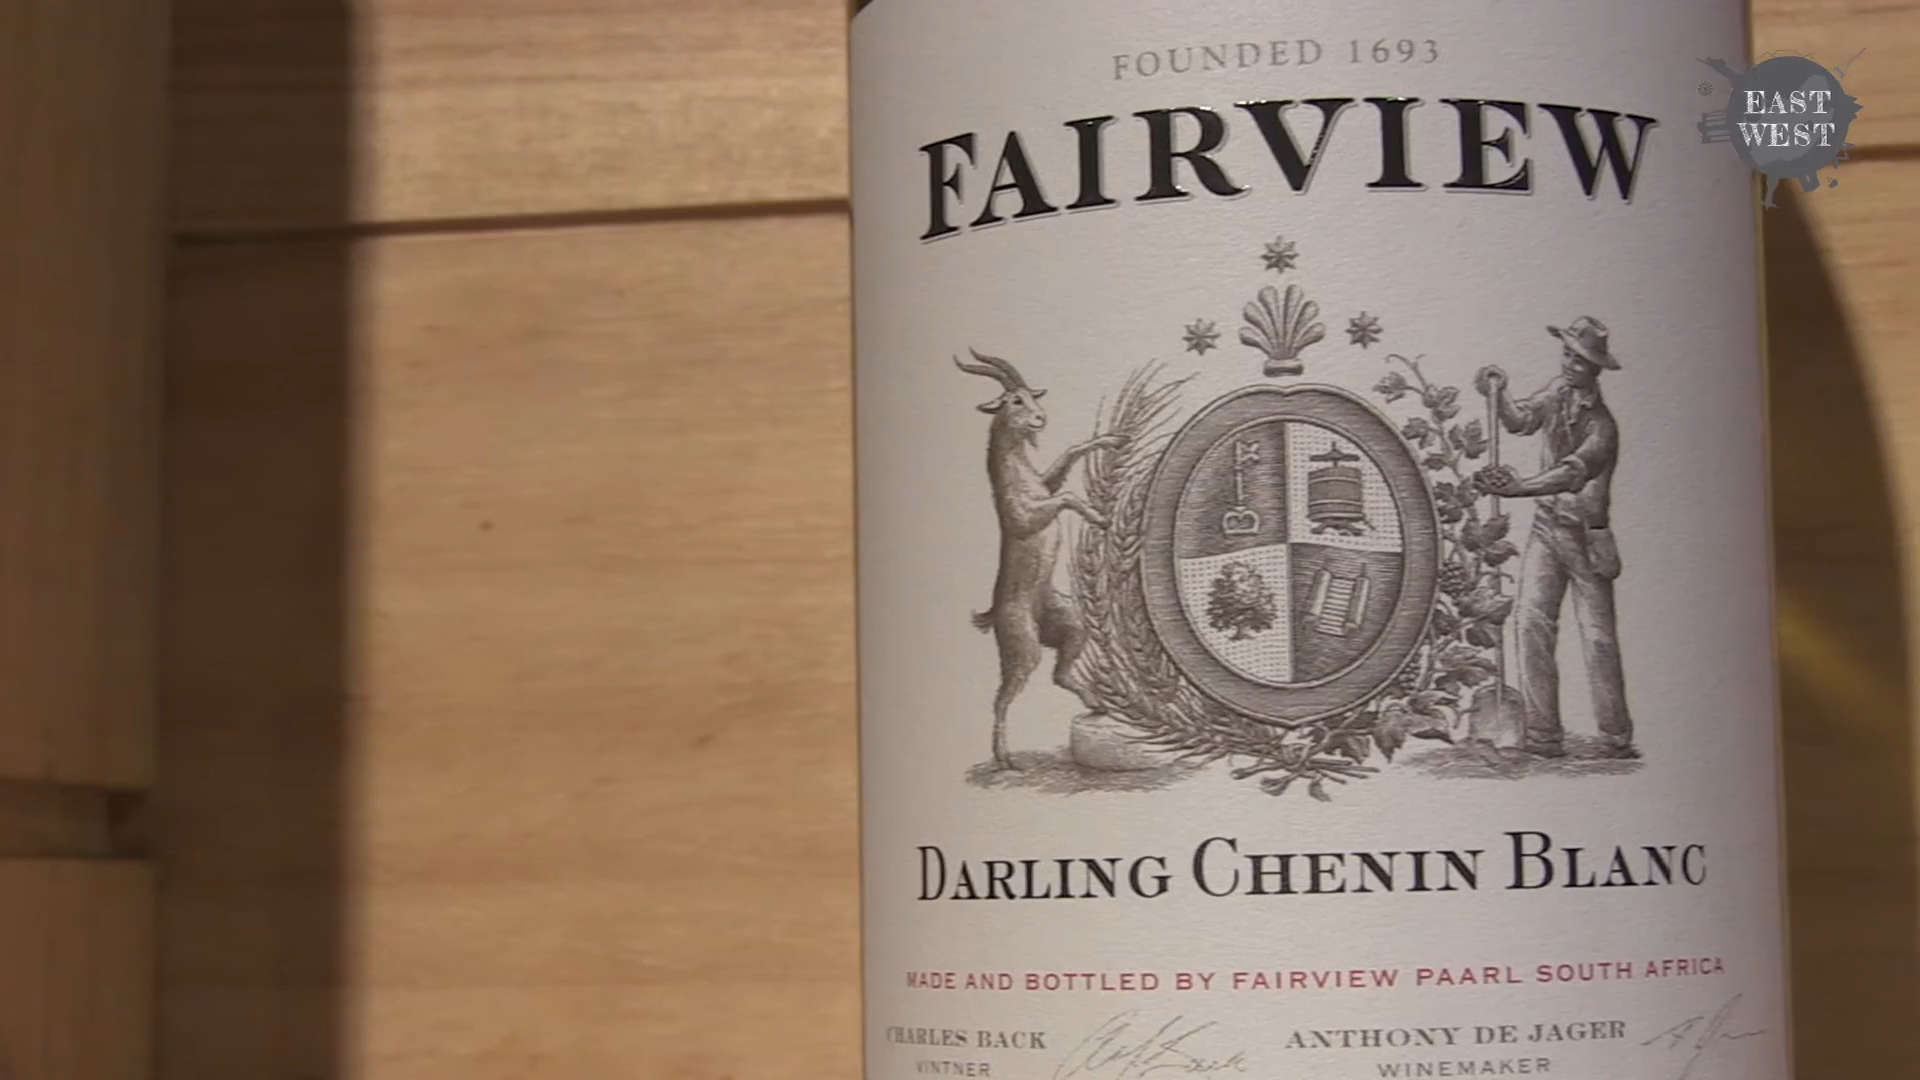 FOUNDED 1693
FAIRVIEW
EAST
WEST
DARLING CHENIN BLANC
MADE AND BOTTLED BY FAIRVIEW PAARL SOUTH AFRICA
CHARLES BACK
VINTNER
ANTHONY DE JAGER
WINEMAKER